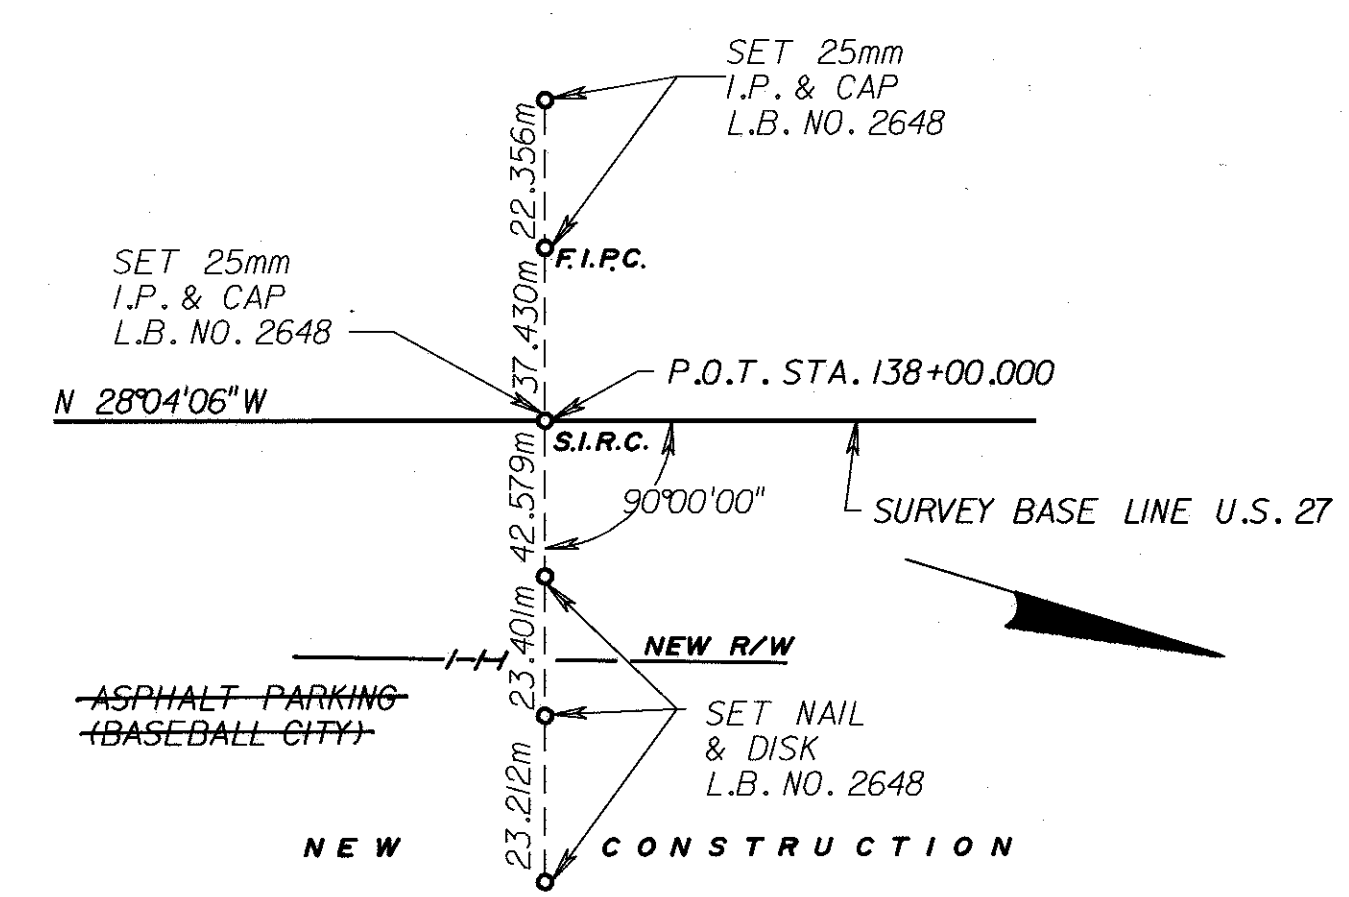 SET 25mm
I.P. & CAP
L.B. NO. 2648
22.356m
F.I.P.C.
SET 25mm
I.P. & CAP
L.B. NO. 2648
37.430m
P.O.T. STA. 138+00.000
N 28°04'06" W
S.I.R.C.
42.579m
90°00'00"
SURVEY BASE LINE U.S. 27
23.401m
NEW R/W
ASPHALT PARKING
(BASEBALL CITY)
SET NAIL
& DISK
L.B. NO. 2648
23.212m
NEW CONSTRUCTION